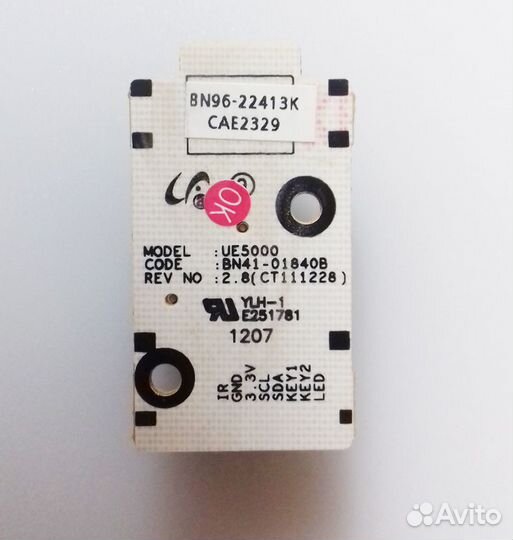 BN96-22413K
CAE2329
OK
MODEL :UE5000
CODE :BN41-01840B
REV NO :2.8(CT111228)
YLH-1
E251781
1207
IR
GND
3.3V
SCL
SDA
KEY1
KEY2
LED
Avito